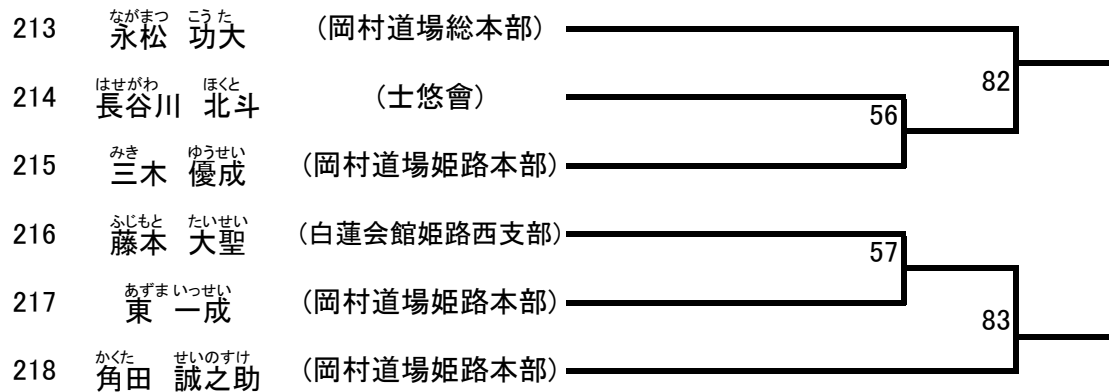 ながまつ こうた
213 永松 功大 (岡村道場総本部)
82
はせがわ ほくと
214 長谷川 北斗 (士悠會)
56
みき ゆうせい
215 三木 優成 (岡村道場姫路本部)
ふじもと たいせい
216 藤本 大聖 (白蓮会館姫路西支部)
57
あずま いっせい
217 東 一成 (岡村道場姫路本部)
83
かくた せいのすけ
218 角田 誠之助 (岡村道場姫路本部)